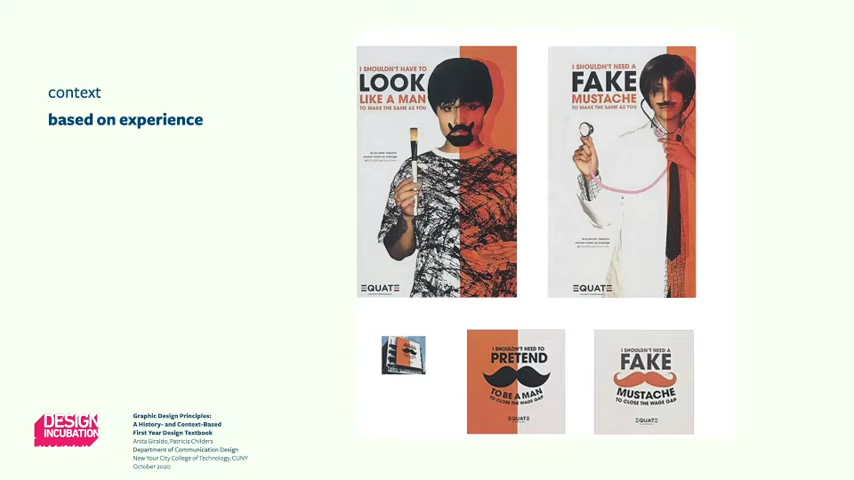 context
based on experience
I SHOULDN'T HAVE TO
LOOK
LIKE A MAN
TO MAKE THE SAME AS YOU
EQUATE
I SHOULDN'T NEED A
FAKE
MUSTACHE
TO MAKE THE SAME AS YOU
EQUATE
I SHOULDN'T NEED TO
PRETEND
TO BE A MAN
TO CLOSE THE WAGE GAP
EQUATE
I SHOULDN'T NEED A
FAKE
MUSTACHE
TO CLOSE THE WAGE GAP
EQUATE
DESIGN
INCUBATION
Graphic Design Principles:
A History- and Context-Based
First Year Design Textbook
Anita Giraldo, Patricia Childers
Department of Communication Design
New Your City College of Technology, CUNY
October 2020